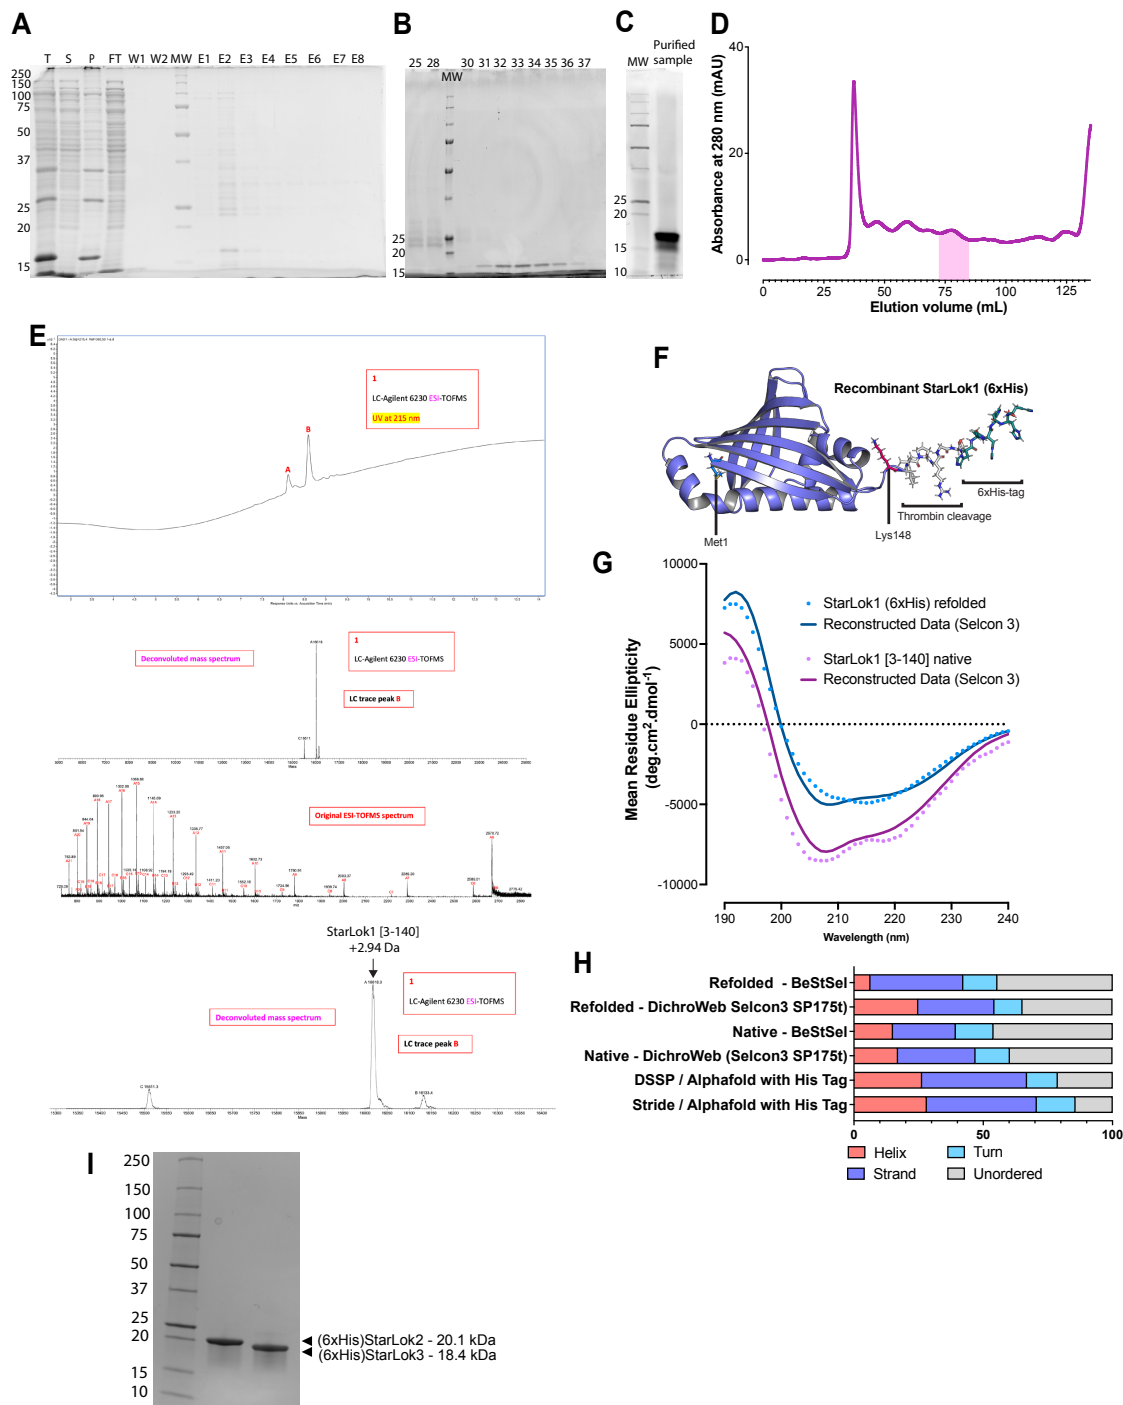 A
T S P FT W1 W2 MW E1 E2 E3 E4 E5 E6 E7 E8
250
150
100
75
50
37
25
20
15
B
25 28 MW 30 31 32 33 34 35 36 37
25
20
15
C
Purified
sample
MW
25
20
15
10
D
Absorbance at 280 nm (mAU)
40
20
0
0 25 50 75 100 125
Elution volume (mL)
E
1
LC-Agilent 6230 ESI-TOFMS
UV at 215 nm
A
B
Deconvoluted mass spectrum
1
LC-Agilent 6230 ESI-TOFMS
LC trace peak B
Original ESI-TOFMS spectrum
StarLok1 [3-140]
+2.94 Da
1
LC-Agilent 6230 ESI-TOFMS
Deconvoluted mass spectrum
LC trace peak B
F
Recombinant StarLok1 (6xHis)
6xHis-tag
Thrombin cleavage
Lys148
Met1
G
Mean Residue Ellipticity
(deg.cm2.dmol-1)
10000
5000
0
-5000
-10000
StarLok1 (6xHis) refolded
Reconstructed Data (Selcon 3)
StarLok1 [3-140] native
Reconstructed Data (Selcon 3)
190 200 210 220 230 240
Wavelength (nm)
H
Refolded - BeStSel
Refolded - DichroWeb Selcon3 SP175t)
Native - BeStSel
Native - DichroWeb (Selcon3 SP175t)
DSSP / Alphafold with His Tag
Stride / Alphafold with His Tag
0 50 100
Helix Turn
Strand Unordered
I
250
150
100
75
50
37
25
20
15
10
(6xHis)StarLok2 - 20.1 kDa
(6xHis)StarLok3 - 18.4 kDa